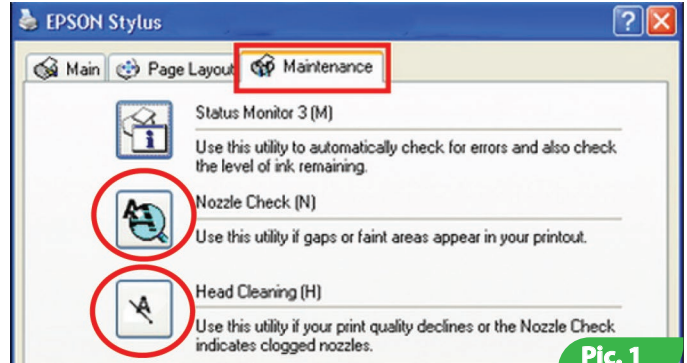 EPSON Stylus
Main Page Layout Maintenance
Status Monitor 3 (M)
Use this utility to automatically check for errors and also check
the level of ink remaining.
Nozzle Check (N)
Use this utility if gaps or faint areas appear in your printout.
Head Cleaning (H)
Use this utility if your print quality declines or the Nozzle Check
indicates clogged nozzles.
Pic. 1